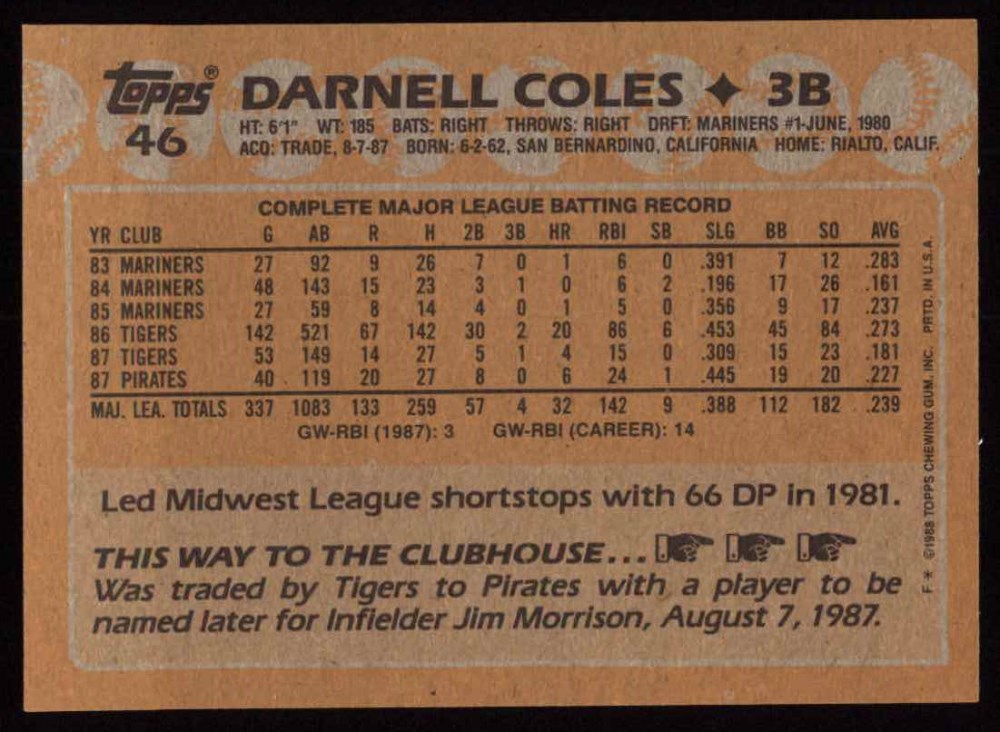 Topps® DARNELL COLES ✦ 3B
46
HT: 6'1" WT: 185 BATS: RIGHT THROWS: RIGHT DRFT: MARINERS #1-JUNE, 1980
ACQ: TRADE, 8-7-87 BORN: 6-2-62, SAN BERNARDINO, CALIFORNIA HOME: RIALTO, CALIF.
COMPLETE MAJOR LEAGUE BATTING RECORD
YR CLUB G AB R H 2B 3B HR RBI SB SLG BB SO AVG
83 MARINERS 27 92 9 26 7 0 1 6 0 .391 7 12 .283
84 MARINERS 48 143 15 23 3 1 0 6 2 .196 17 26 .161
85 MARINERS 27 59 8 14 4 0 1 5 0 .356 9 17 .237
86 TIGERS 142 521 67 142 30 2 20 86 6 .453 45 84 .273
87 TIGERS 53 149 14 27 5 1 4 15 0 .309 15 23 .181
87 PIRATES 40 119 20 27 8 0 6 24 1 .445 19 20 .227
MAJ. LEA. TOTALS 337 1083 133 259 57 4 32 142 9 .388 112 182 .239
GW-RBI (1987): 3 GW-RBI (CAREER): 14
Led Midwest League shortstops with 66 DP in 1981.
THIS WAY TO THE CLUBHOUSE...
Was traded by Tigers to Pirates with a player to be
named later for Infielder Jim Morrison, August 7, 1987.
F* ©1988 TOPPS CHEWING GUM, INC. PRTD. IN U.S.A.